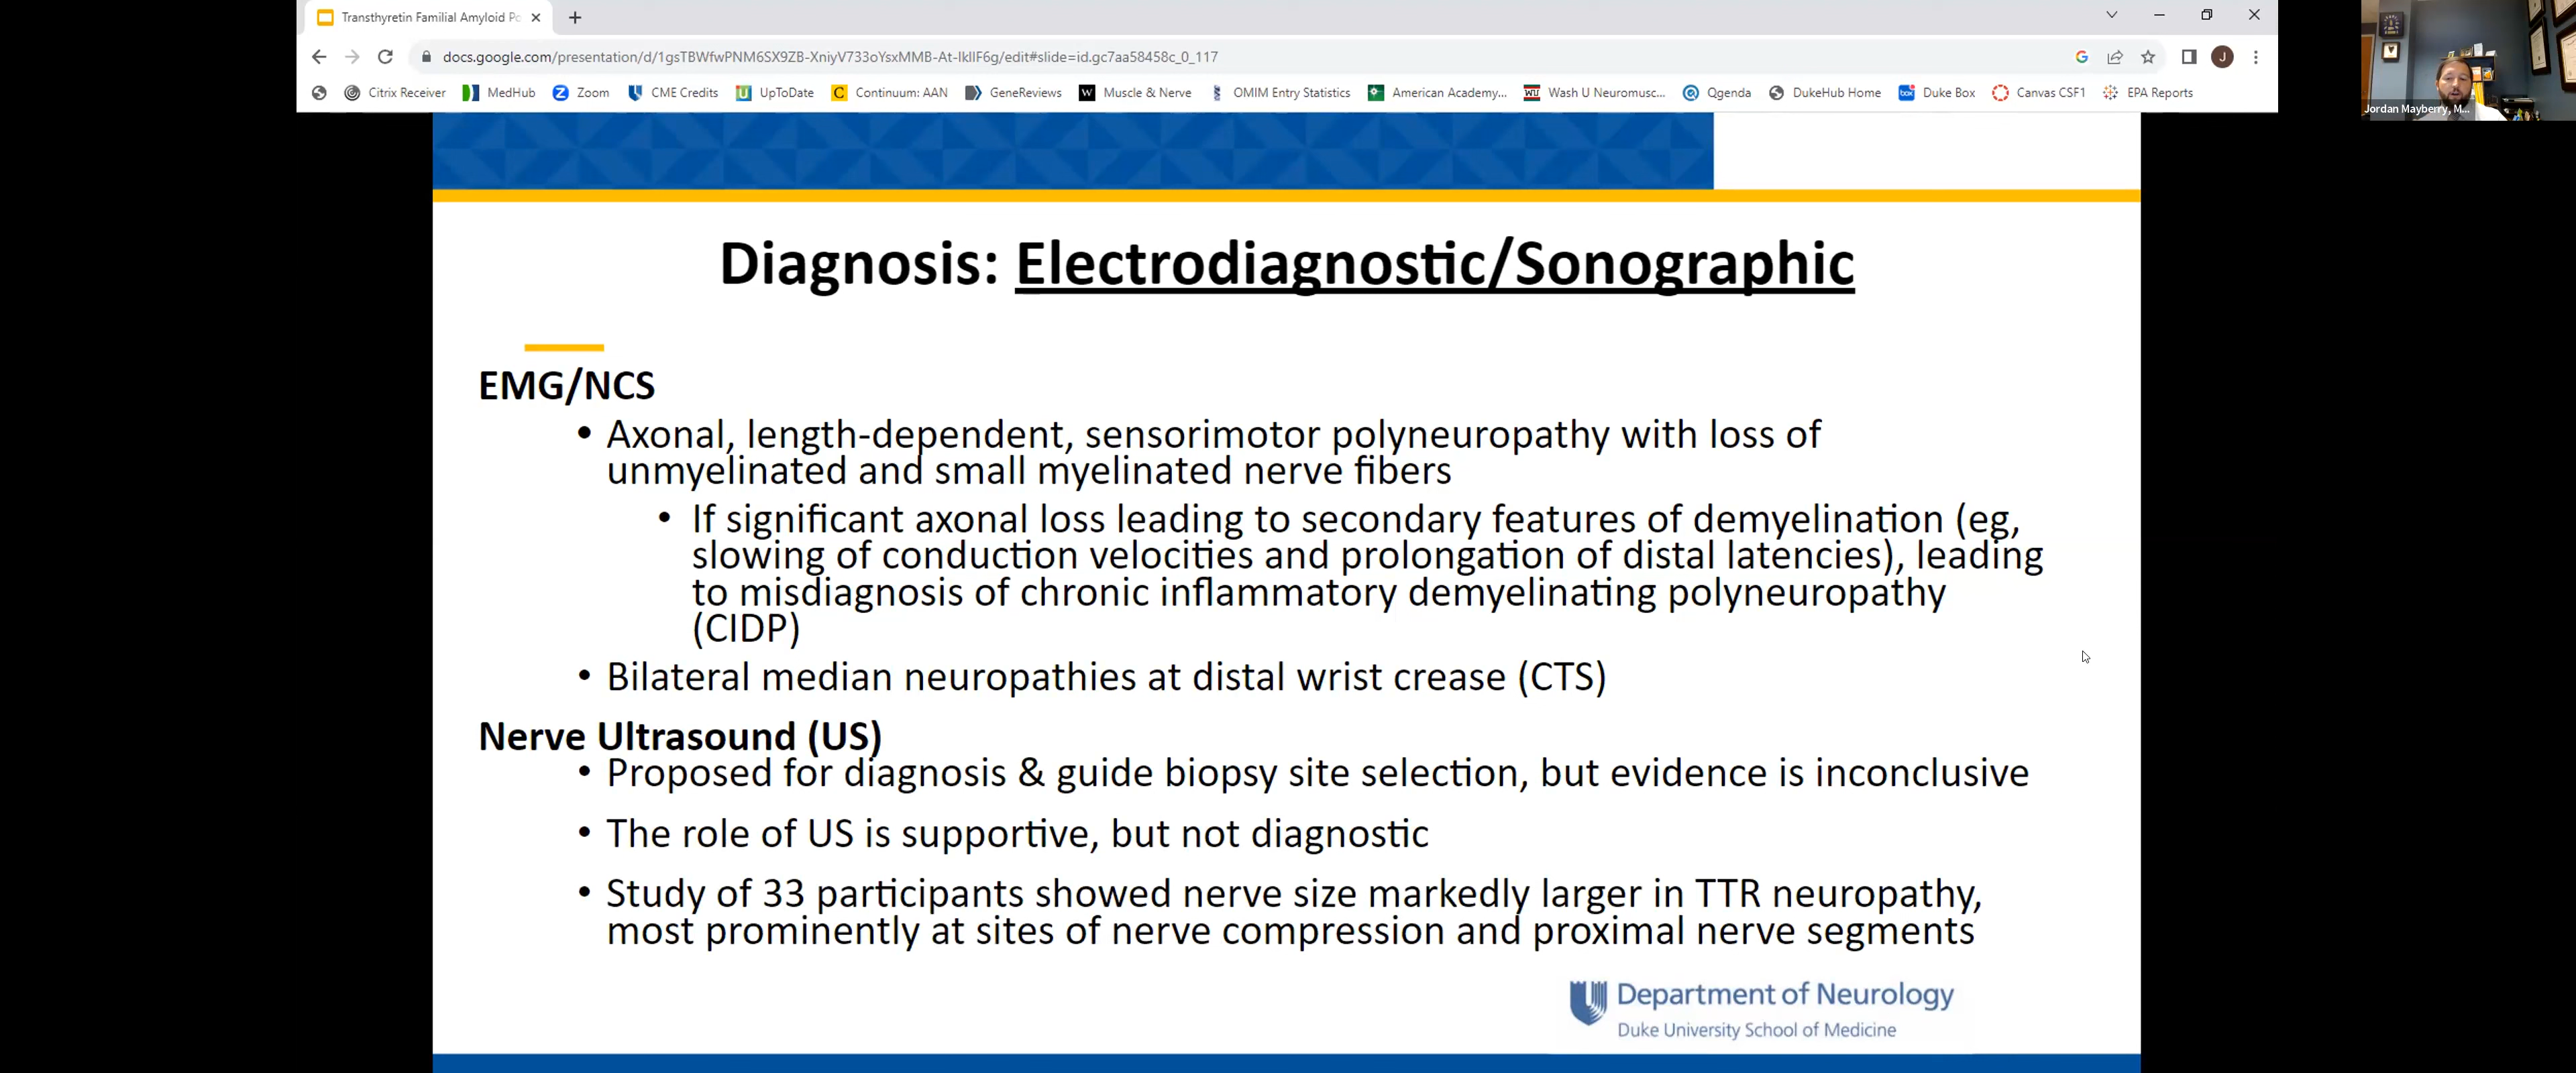 Transthyretin Familial Amyloid Po
docs.google.com/presentation/d/1gsTBWfwPNM6SX9ZB-XniyV733oYsxMMB-At-IkIlF6g/edit#slide=id.gc7aa58458c_0_117
J
Citrix Receiver MedHub Zoom CME Credits UpToDate Continuum: AAN GeneReviews Muscle & Nerve OMIM Entry Statistics American Academy... Wash U Neuromusc... Qgenda DukeHub Home Duke Box Canvas CSF1 EPA Reports
Jordan Mayberry, M...
Diagnosis: Electrodiagnostic/Sonographic
EMG/NCS
• Axonal, length-dependent, sensorimotor polyneuropathy with loss of
unmyelinated and small myelinated nerve fibers
• If significant axonal loss leading to secondary features of demyelination (eg,
slowing of conduction velocities and prolongation of distal latencies), leading
to misdiagnosis of chronic inflammatory demyelinating polyneuropathy
(CIDP)
• Bilateral median neuropathies at distal wrist crease (CTS)
Nerve Ultrasound (US)
• Proposed for diagnosis & guide biopsy site selection, but evidence is inconclusive
• The role of US is supportive, but not diagnostic
• Study of 33 participants showed nerve size markedly larger in TTR neuropathy,
most prominently at sites of nerve compression and proximal nerve segments
Department of Neurology
Duke University School of Medicine